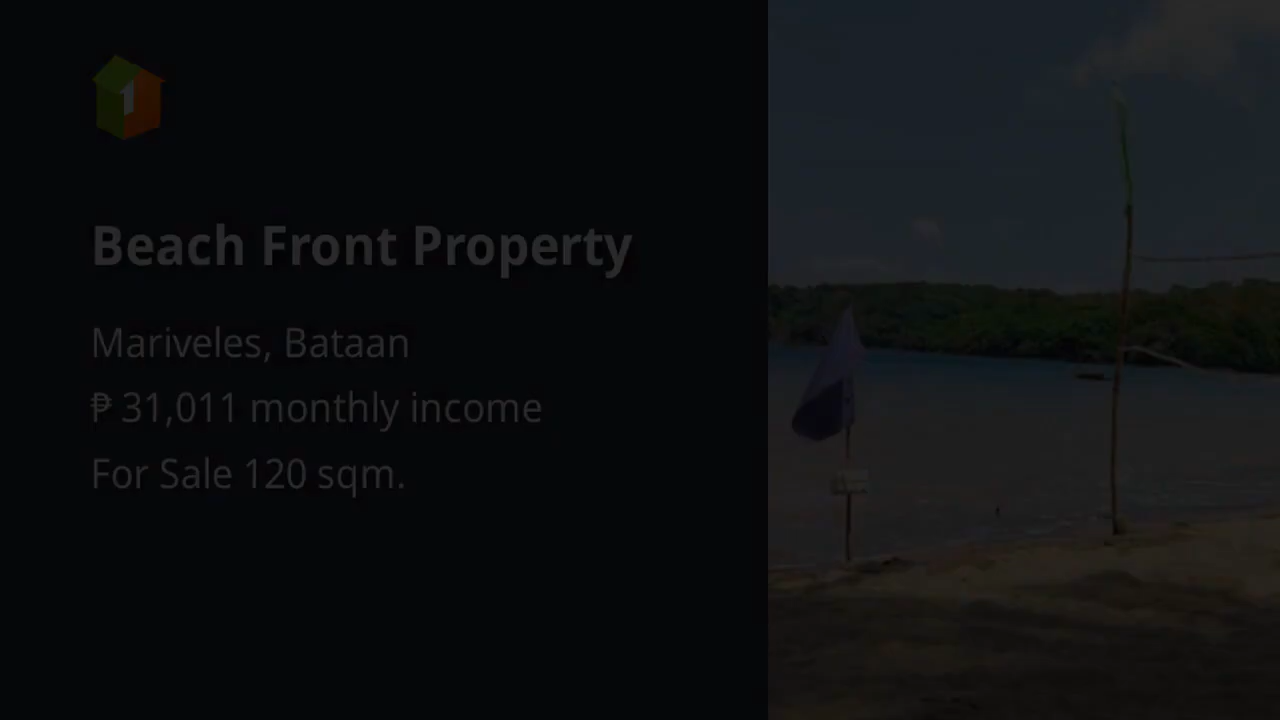 Beach Front Property
Mariveles, Bataan
₱ 31,011 monthly income
For Sale 120 sqm.